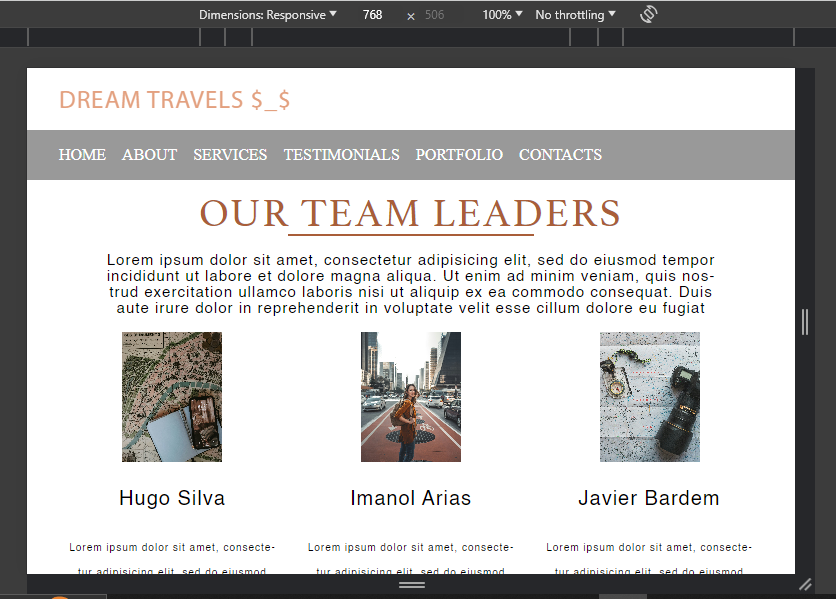 Dimensions: Responsive 768 × 506 100% No throttling
DREAM TRAVELS $_$
HOME ABOUT SERVICES TESTIMONIALS PORTFOLIO CONTACTS
OUR TEAM LEADERS
Lorem ipsum dolor sit amet, consectetur adipisicing elit, sed do eiusmod tempor
incididunt ut labore et dolore magna aliqua. Ut enim ad minim veniam, quis nos-
trud exercitation ullamco laboris nisi ut aliquip ex ea commodo consequat. Duis
aute irure dolor in reprehenderit in voluptate velit esse cillum dolore eu fugiat
Hugo Silva
Imanol Arias
Javier Bardem
Lorem ipsum dolor sit amet, consecte-
tur adipisicing elit, sed do eiusmod
Lorem ipsum dolor sit amet, consecte-
tur adipisicing elit, sed do eiusmod
Lorem ipsum dolor sit amet, consecte-
tur adipisicing elit, sed do eiusmod